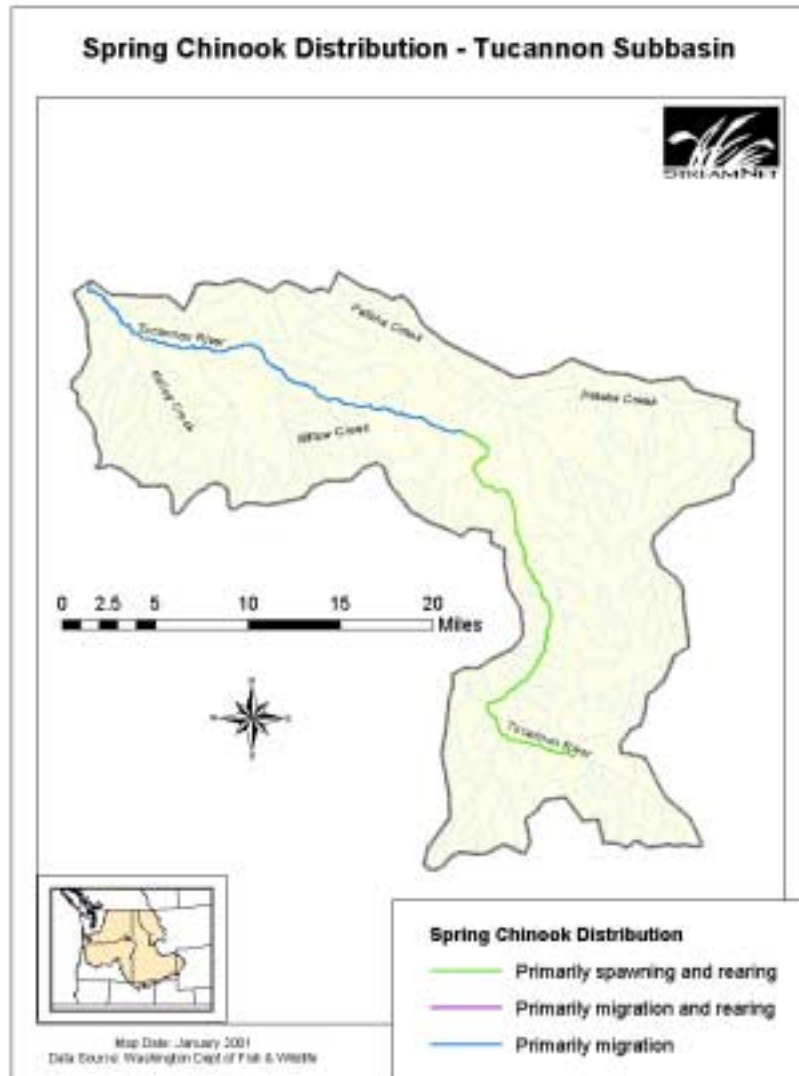 Spring Chinook Distribution - Tucannon Subbasin
STREAMNET
Tucannon River
Pataha Creek
Pataha Creek
Kellog Creek
Willow Creek
0 2.5 5 10 15 20
Miles
Tucannon River
Spring Chinook Distribution
Primarily spawning and rearing
Primarily migration and rearing
Primarily migration
Map Date: January 2001
Data Source: Washington Dept of Fish & Wildlife